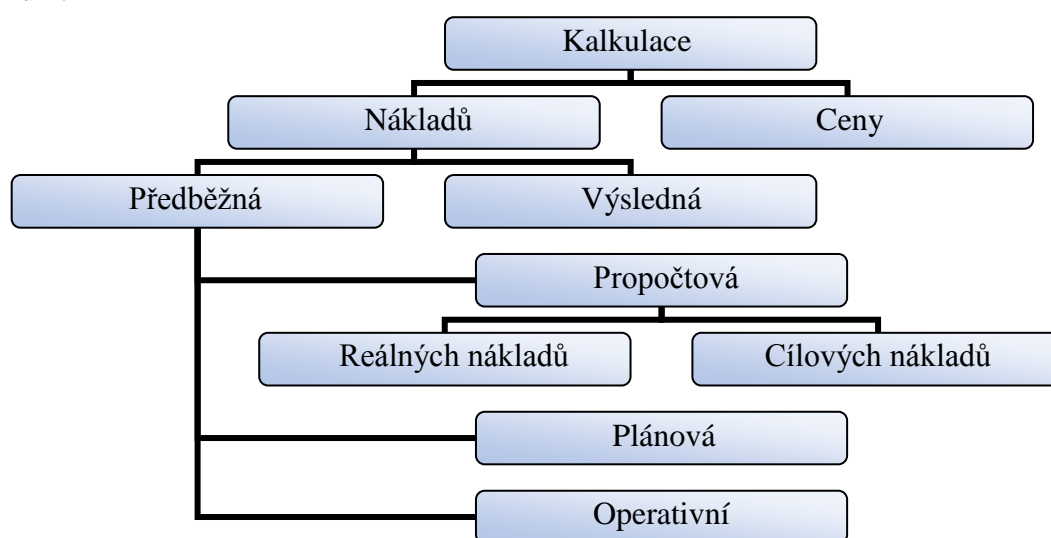 Kalkulace
Nákladů
Ceny
Předběžná
Výsledná
Propočtová
Reálných nákladů
Cílových nákladů
Plánová
Operativní